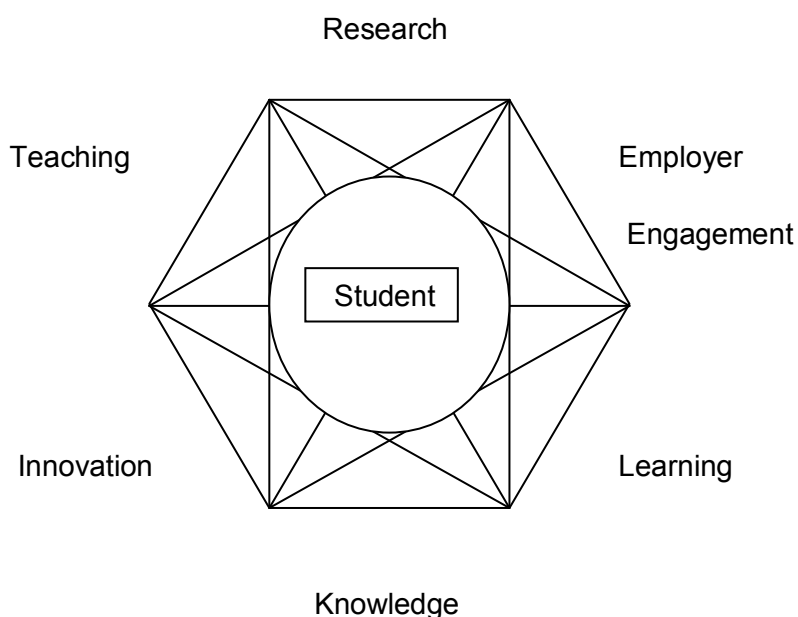 Research
Teaching
Employer
Engagement
Student
Innovation
Learning
Knowledge